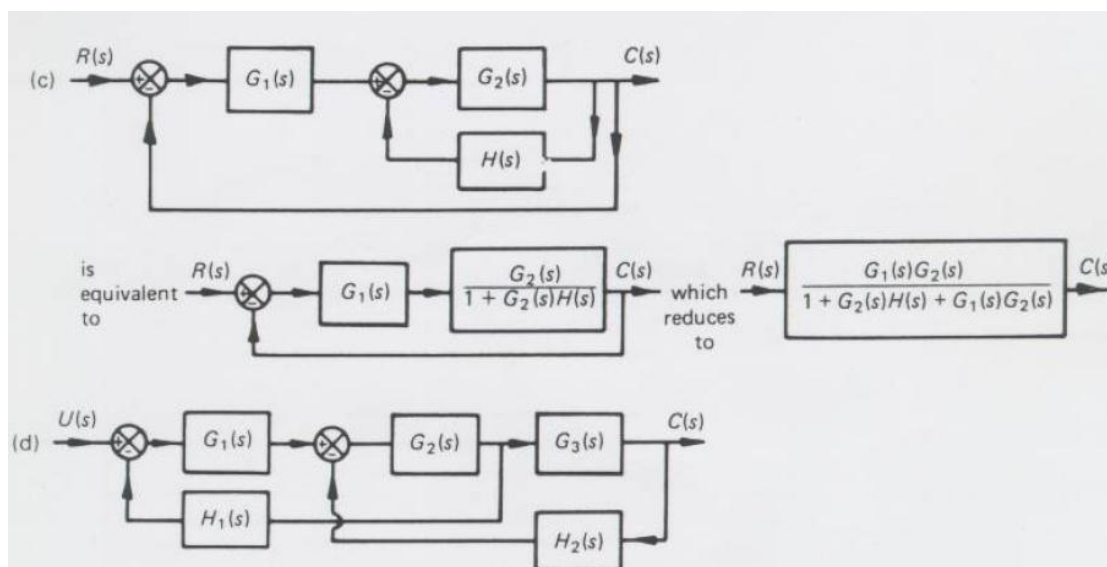 R(s)
C(s)
(c)
+
−
G₁(s)
+
−
G₂(s)
H(s)
is
equivalent
to
R(s)
+
−
G₁(s)
G₂(s)
1 + G₂(s)H(s)
C(s)
which
reduces
to
R(s)
G₁(s)G₂(s)
1 + G₂(s)H(s) + G₁(s)G₂(s)
C(s
U(s)
C(s)
(d)
+
−
G₁(s)
+
−
G₂(s)
G₃(s)
H₁(s)
H₂(s)